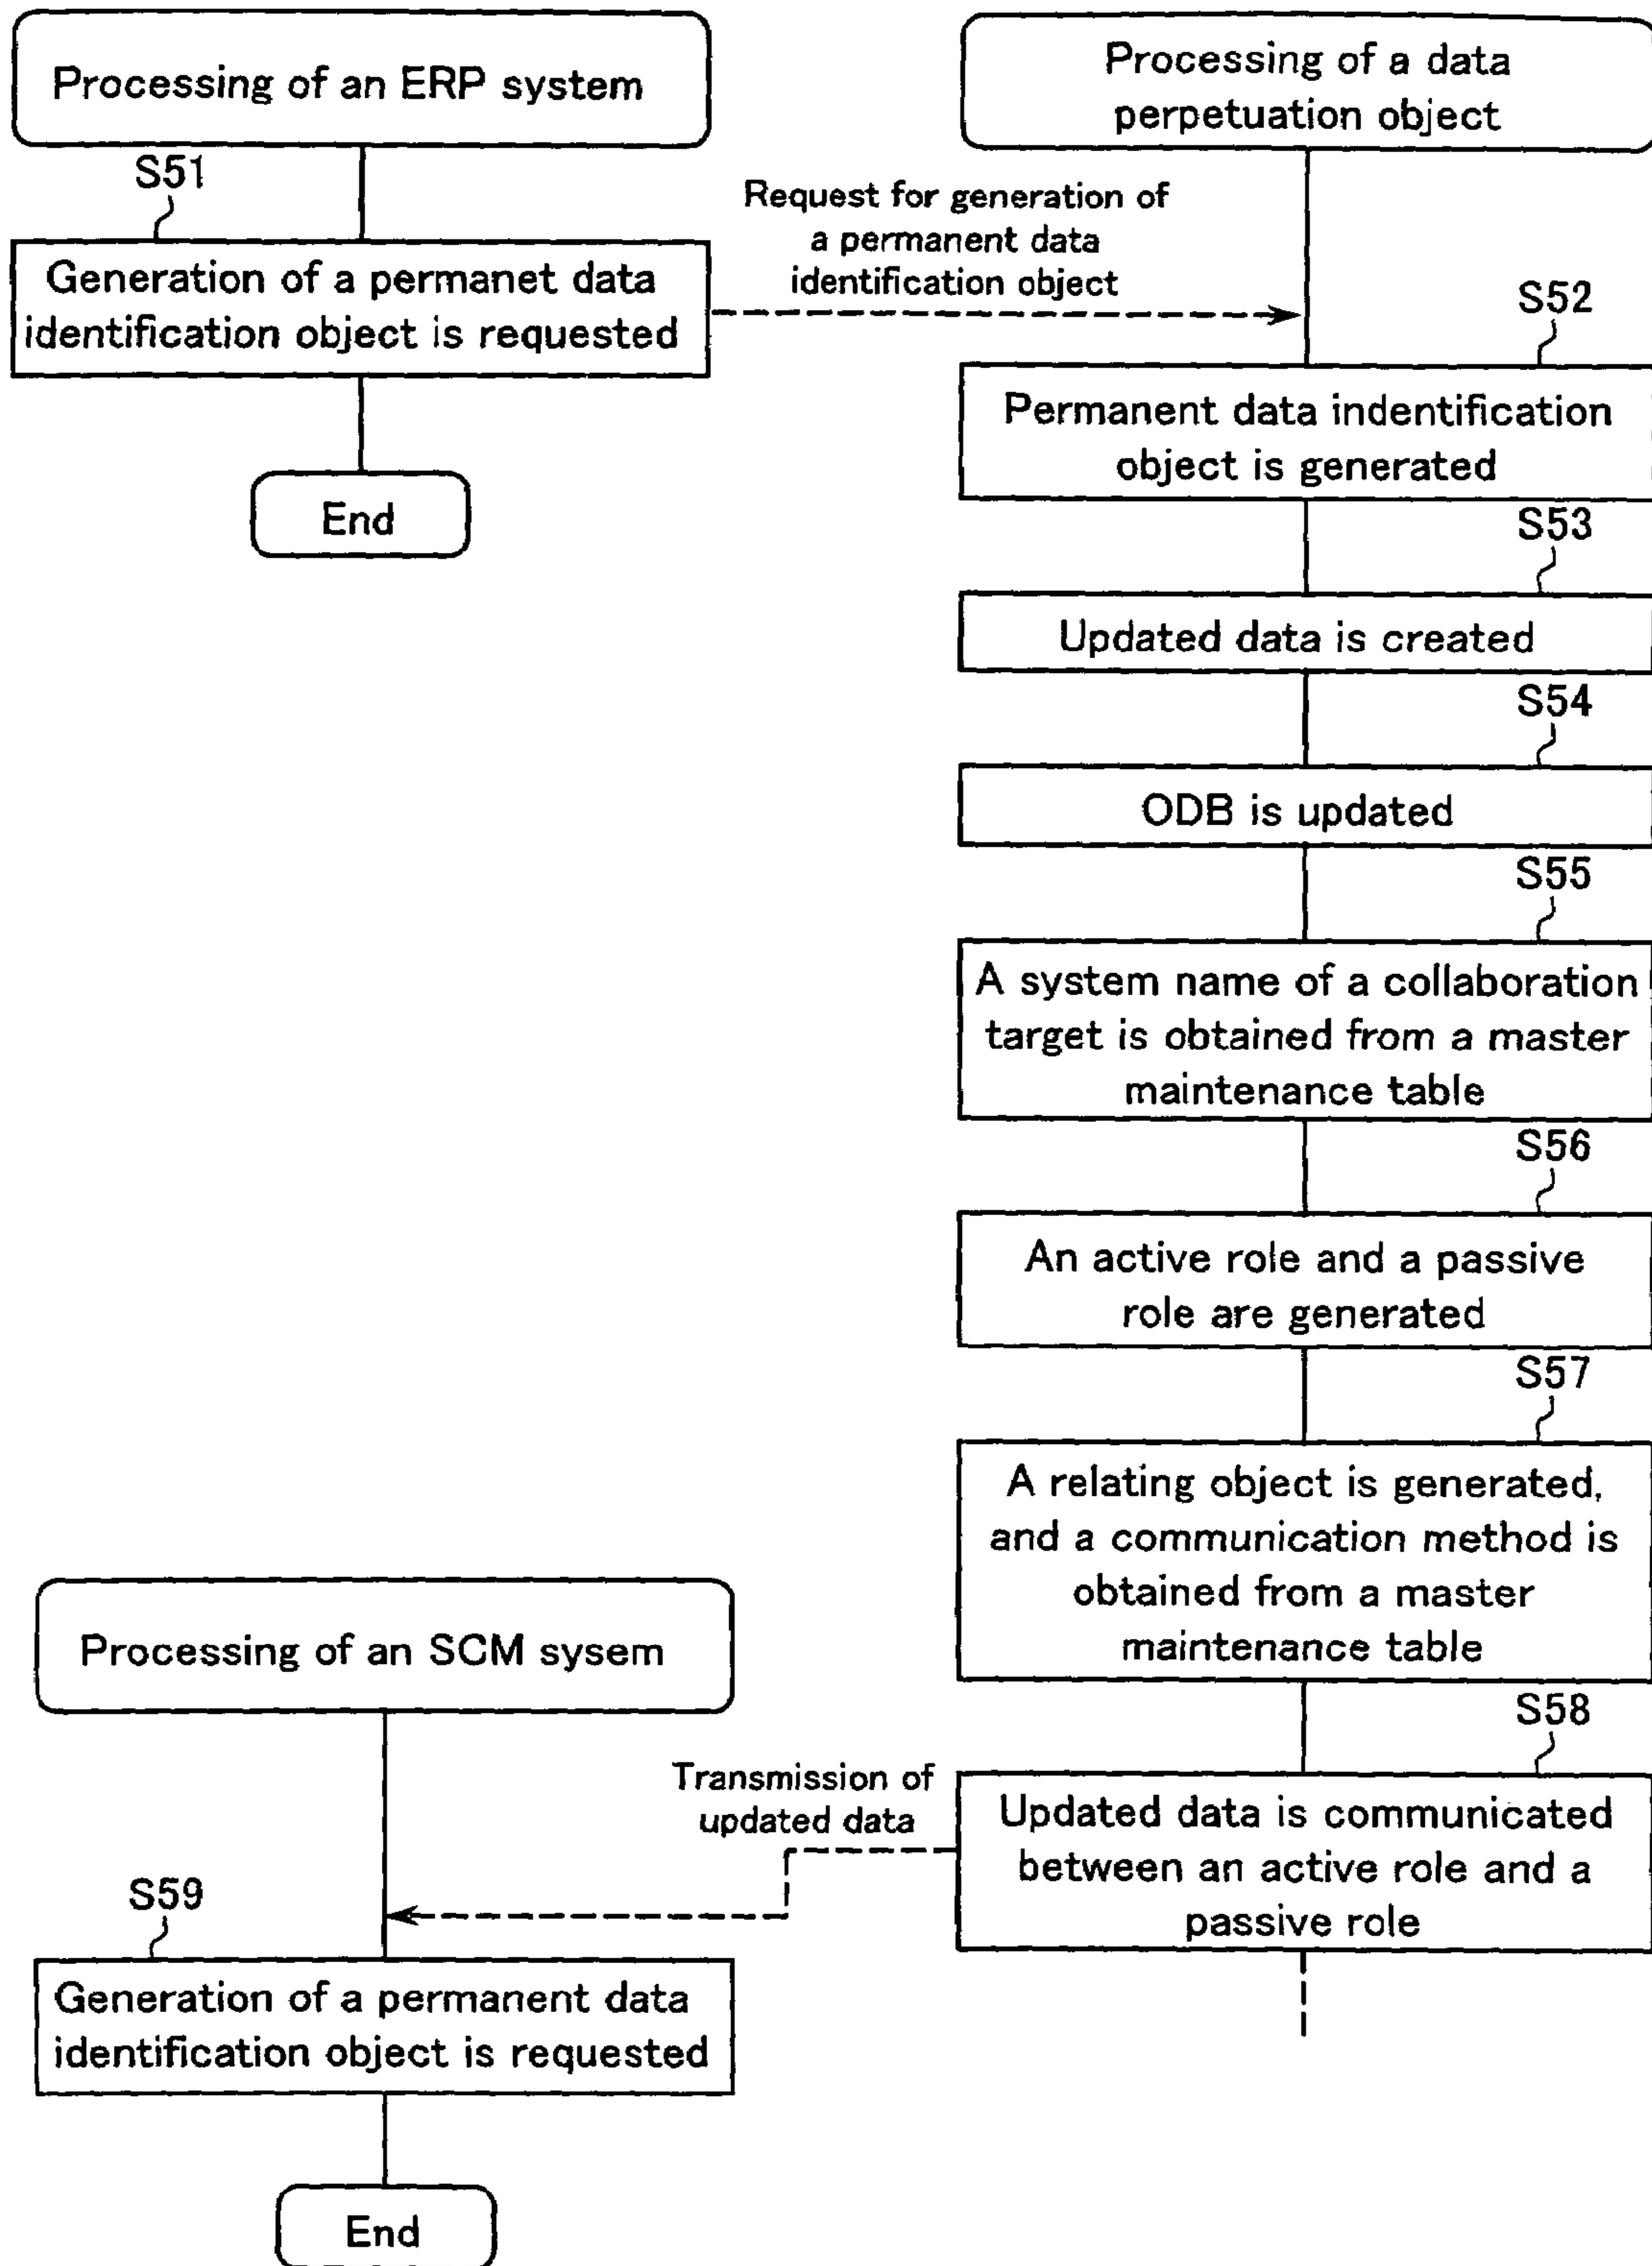 Processing of an ERP system
S51
Generation of a permanet data
identification object is requested
End
Request for generation of
a permanent data
identification object
Processing of a data
perpetuation object
S52
Permanent data indentification
object is generated
S53
Updated data is created
S54
ODB is updated
S55
A system name of a collaboration
target is obtained from a master
maintenance table
S56
An active role and a passive
role are generated
S57
A relating object is generated,
and a communication method is
obtained from a master
maintenance table
S58
Updated data is communicated
between an active role and a
passive role
Transmission of
updated data
Processing of an SCM sysem
S59
Generation of a permanent data
identification object is requested
End